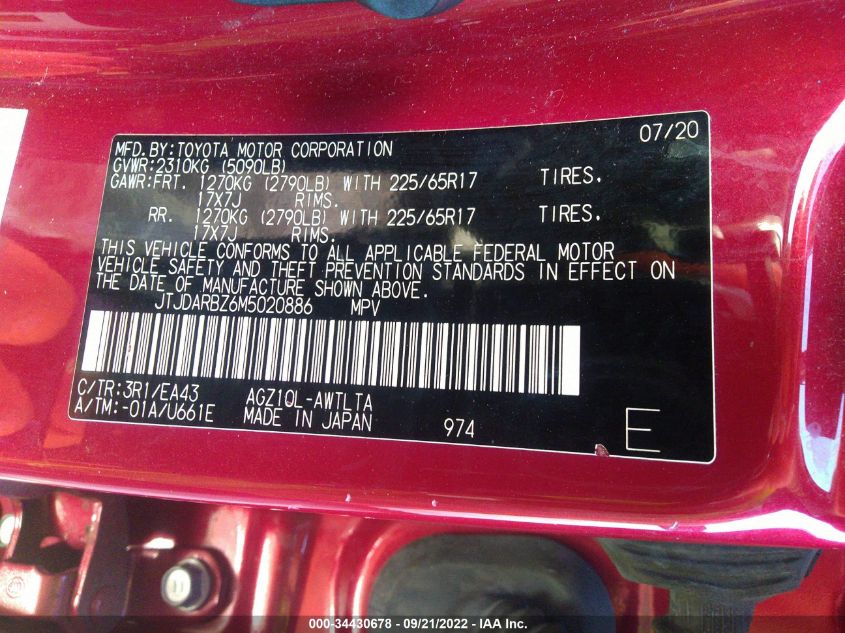 07/20
MFD.BY:TOYOTA MOTOR CORPORATION
GVWR:2310KG (5090LB)
GAWR:FRT. 1270KG (2790LB) WITH 225/65R17 TIRES.
17X7J RIMS.
RR. 1270KG (2790LB) WITH 225/65R17 TIRES.
17X7J RIMS.
THIS VEHICLE CONFORMS TO ALL APPLICABLE FEDERAL MOTOR
VEHICLE SAFETY AND THEFT PREVENTION STANDARDS IN EFFECT ON
THE DATE OF MANUFACTURE SHOWN ABOVE.
JTJDARBZ6M5020886 MPV
C/TR:3R1/EA43 AGZ10L-AWTLTA
A/TM:-01A/U661E MADE IN JAPAN 974
E
000-34430678 - 09/21/2022 - IAA Inc.